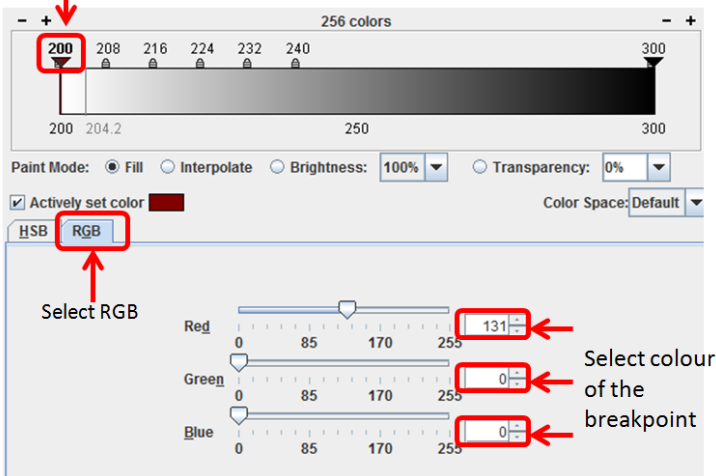 - + 256 colors - +
200 208 216 224 232 240 300
200 204.2 250 300
Paint Mode: Fill Interpolate Brightness: 100% Transparency: 0%
Actively set color Color Space: Default
HSB RGB
Select RGB
Red 131
0 85 170 255
Green 0
0 85 170 255
Blue 0
0 85 170 255
Select colour
of the
breakpoint